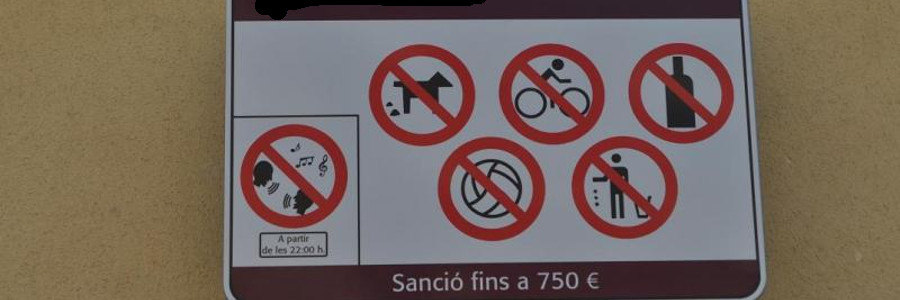 A partir
de les 22:00 h.
Sanció fins a 750 €